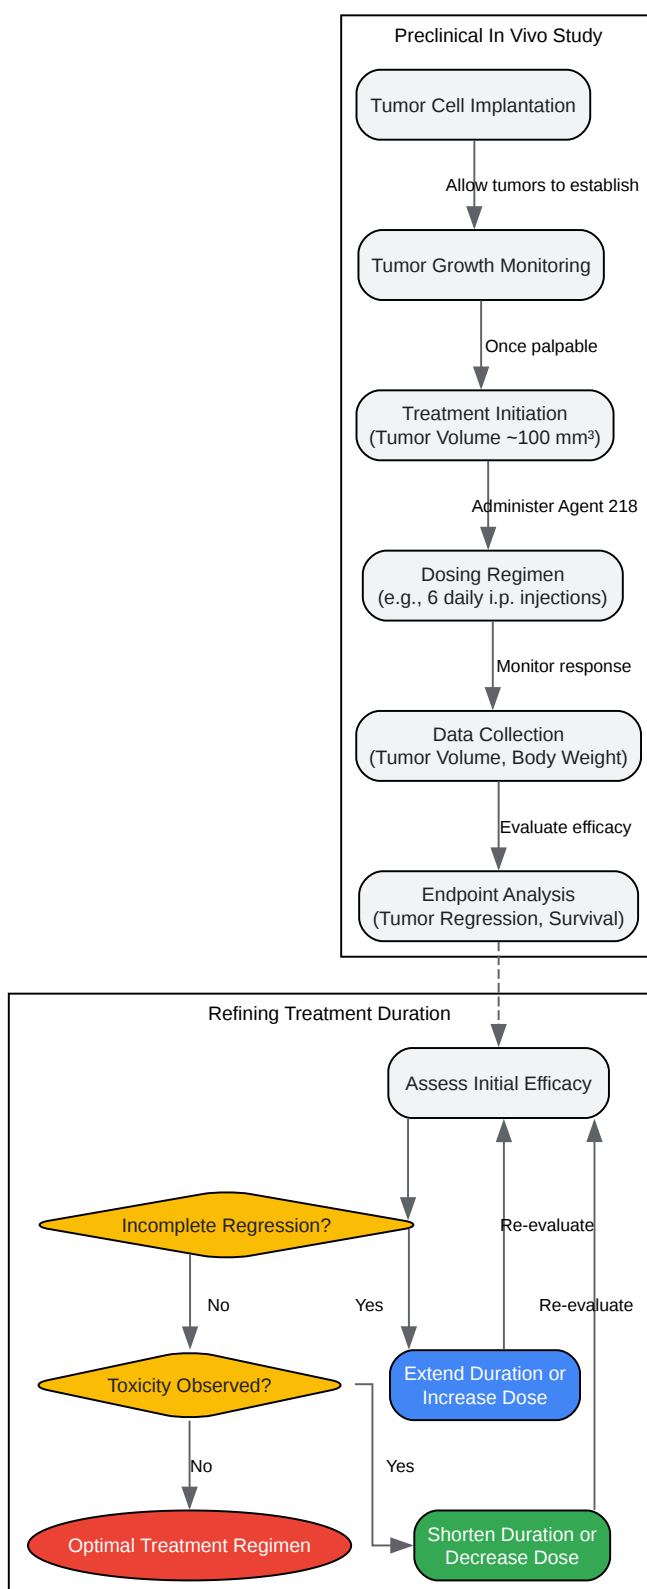 Preclinical In Vivo Study
Tumor Cell Implantation
Allow tumors to establish
Tumor Growth Monitoring
Once palpable
Treatment Initiation
(Tumor Volume ~100 mm³)
Administer Agent 218
Dosing Regimen
(e.g., 6 daily i.p. injections)
Monitor response
Data Collection
(Tumor Volume, Body Weight)
Evaluate efficacy
Endpoint Analysis
(Tumor Regression, Survival)
Refining Treatment Duration
Assess Initial Efficacy
Incomplete Regression?
Re-evaluate
No
Yes
Re-evaluate
Toxicity Observed?
Extend Duration or
Increase Dose
No
Yes
Optimal Treatment Regimen
Shorten Duration or
Decrease Dose